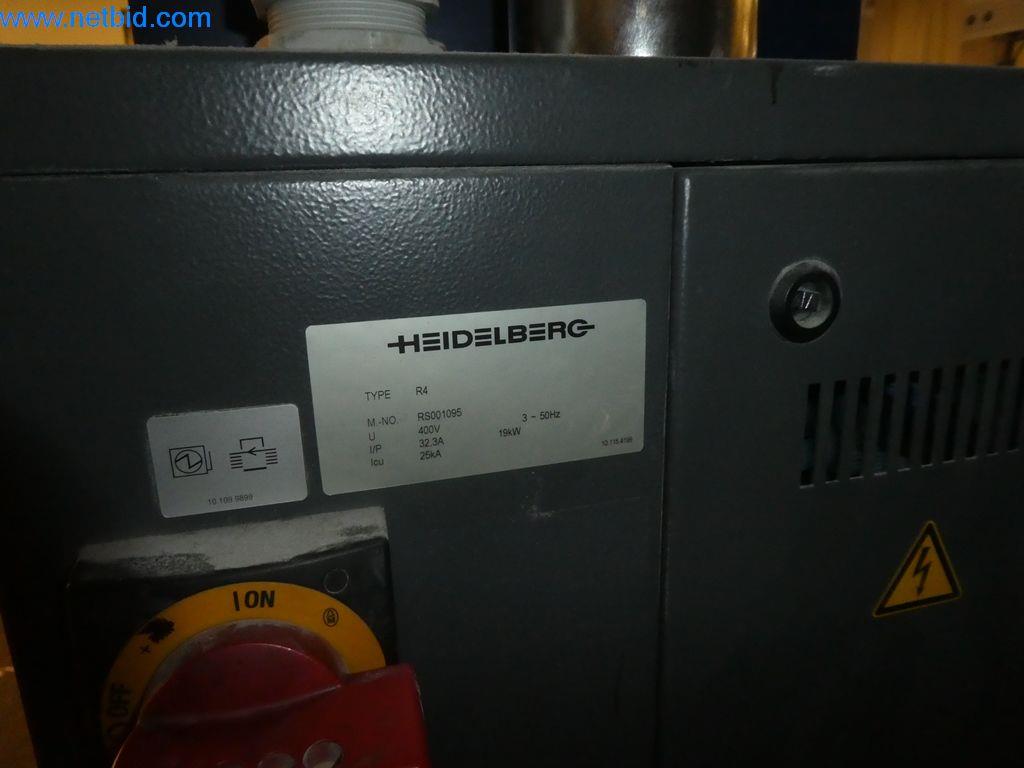 www.netbid.com
HEIDELBERG
TYPE R4
M.-NO. RS001095
U 400V 3 ~ 50Hz
I/P 32.3A 19kW
Icu 25kA
10.115.4198
10.109.9899
I ON
+
O OFF